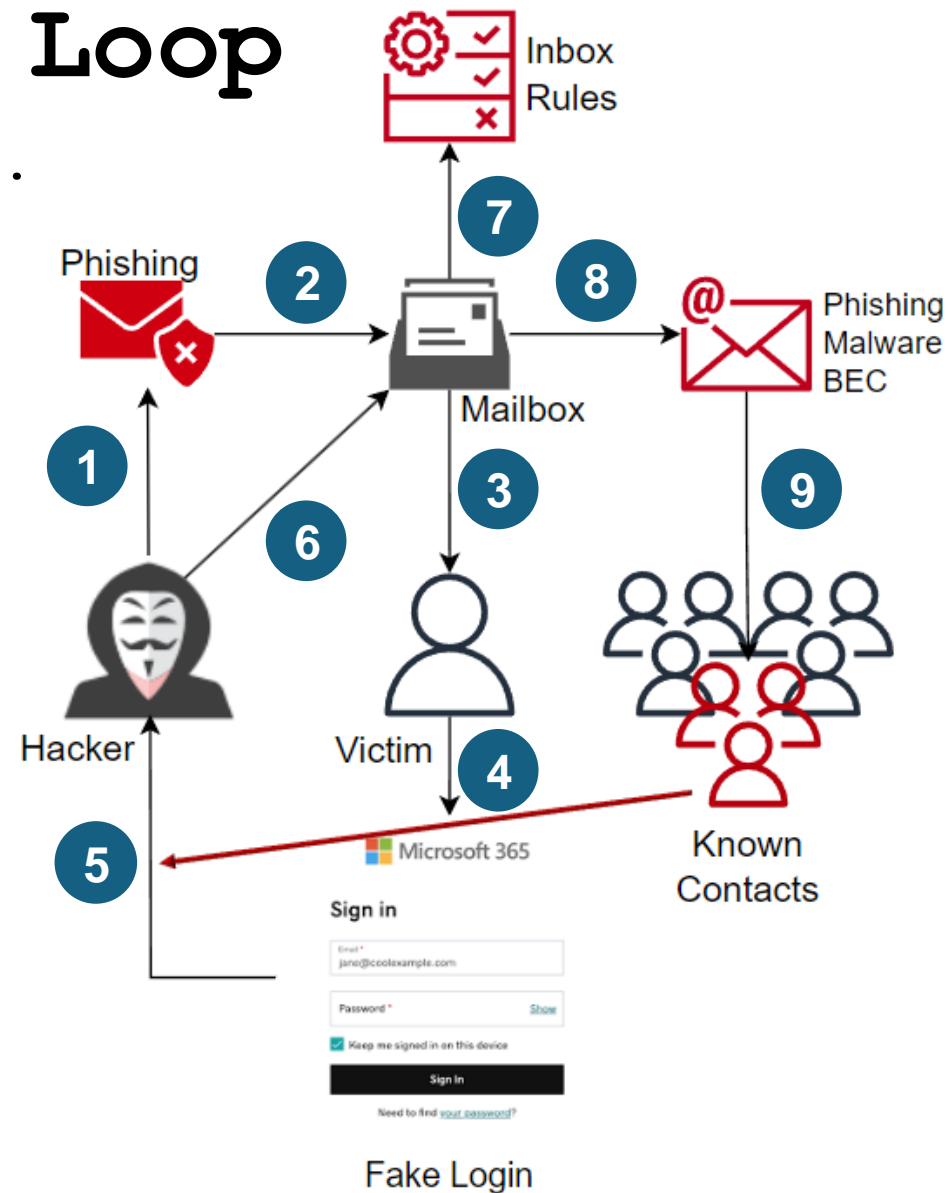 Loop
.
Inbox
Rules
7
Phishing
2
8
@
Phishing
Malware
BEC
Mailbox
1
3
9
6
Hacker
Victim
4
5
Microsoft 365
Known
Contacts
Sign in
Email *
jane@coolexample.com
Password *
Show
Keep me signed in on this device
Sign In
Need to find your password?
Fake Login